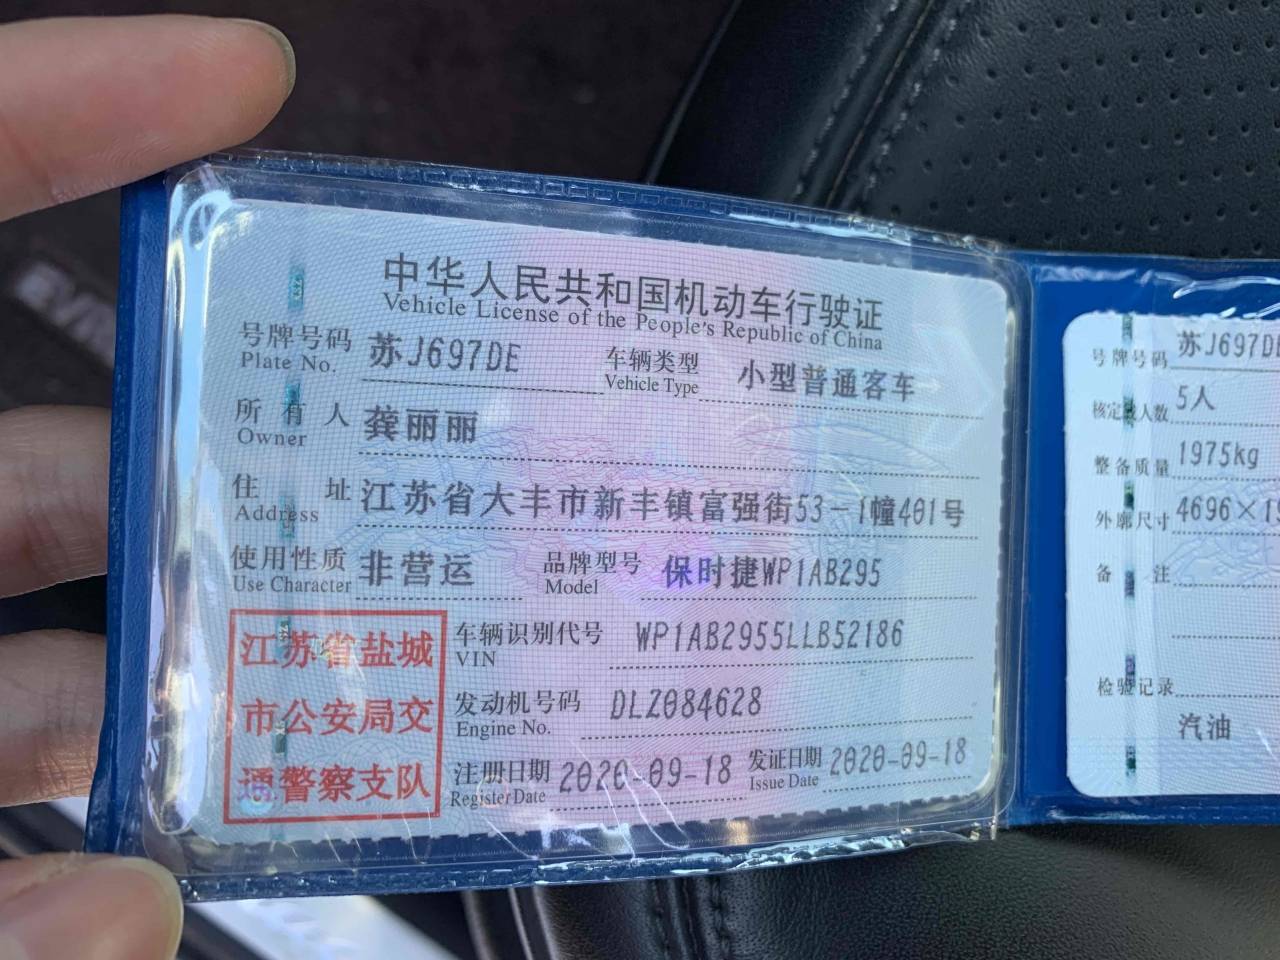 中华人民共和国机动车行驶证
Vehicle License of the People's Republic of China
号牌号码 苏J697DE 车辆类型 小型普通客车
Plate No. Vehicle Type
所有人 龚丽丽
Owner
住址 江苏省大丰市新丰镇富强街53-1幢401号
Address
使用性质 非营运 品牌型号 保时捷WP1AB295
Use Character Model
江苏省盐城
市公安局交
通警察支队
车辆识别代号 WP1AB2955LLB52186
VIN
发动机号码 DLZ084628
Engine No.
注册日期 2020-09-18 发证日期 2020-09-18
Register Date Issue Date
号牌号码 苏J697DE
核定载人数 5人
整备质量 1975kg
外廓尺寸 4696×19
备注
检验记录
汽油